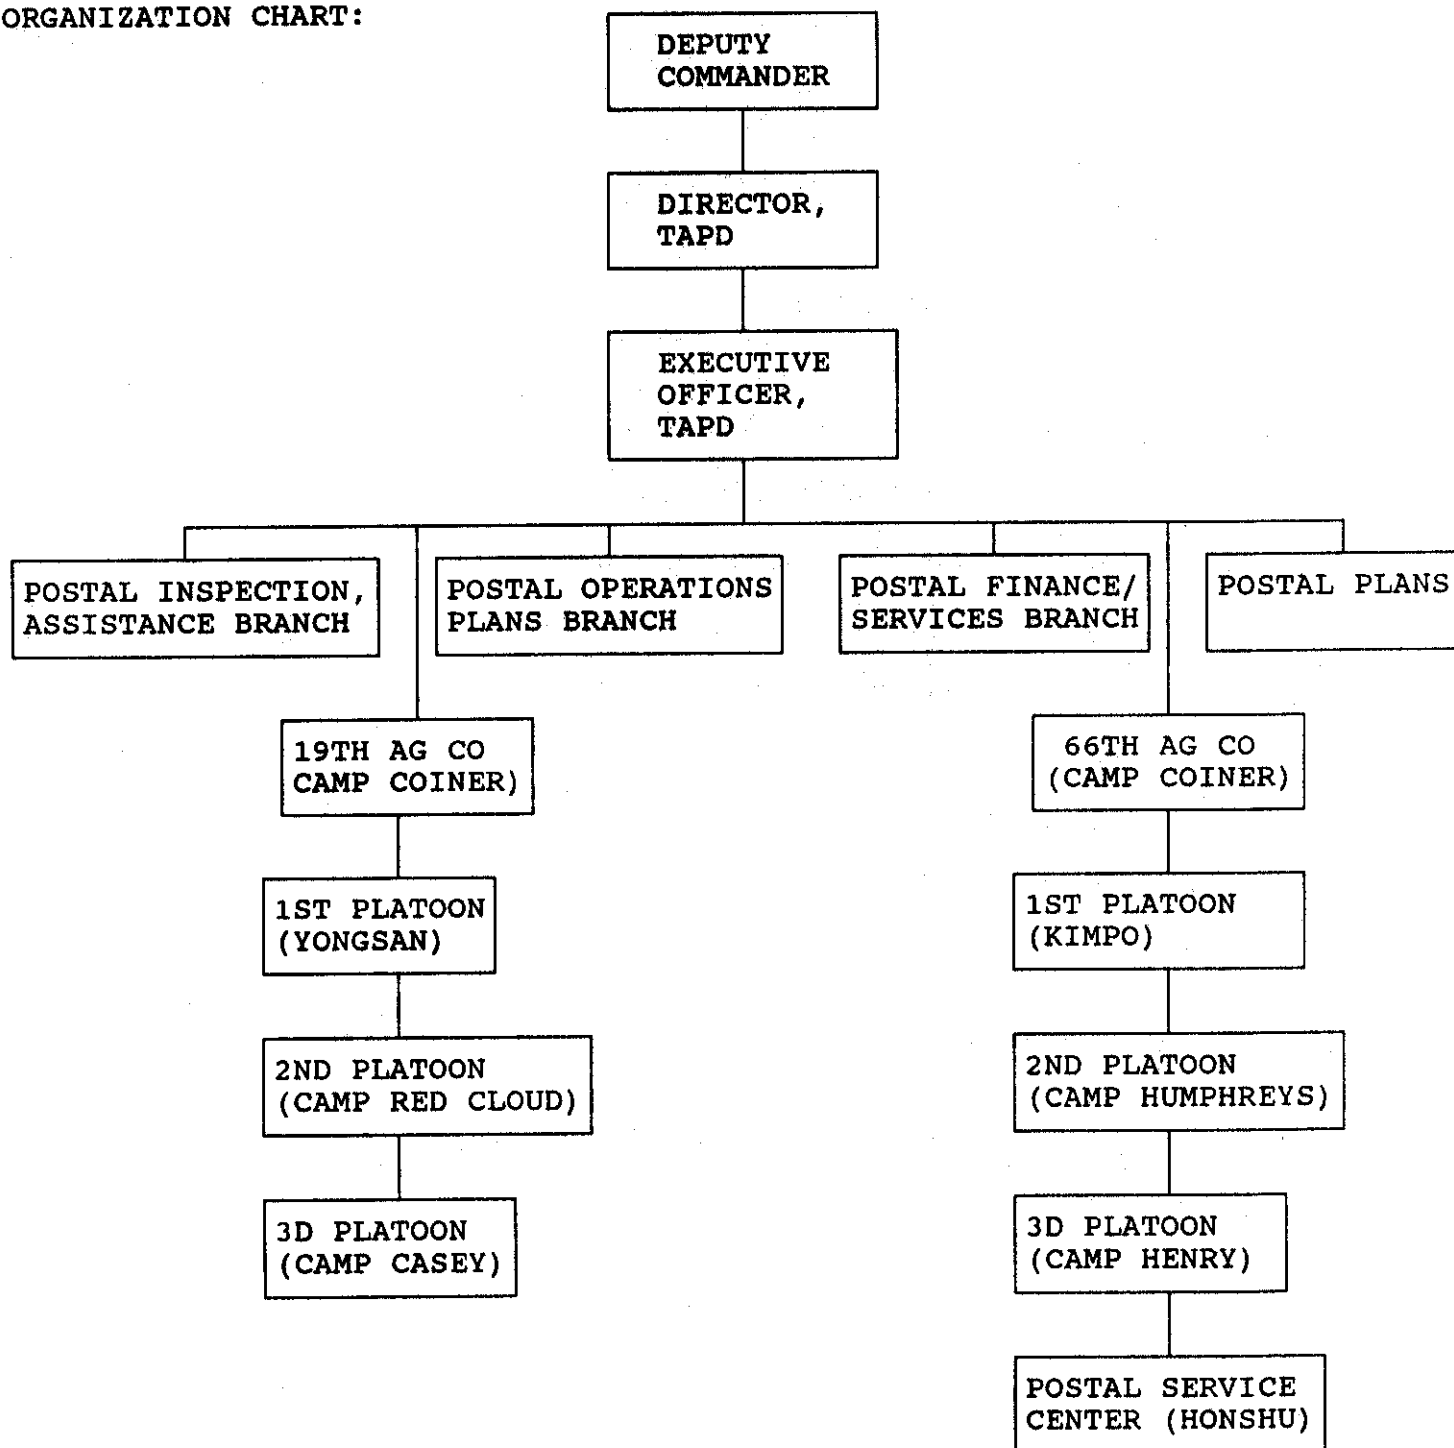 ORGANIZATION CHART:
DEPUTY
COMMANDER
DIRECTOR,
TAPD
EXECUTIVE
OFFICER,
TAPD
POSTAL INSPECTION,
ASSISTANCE BRANCH
POSTAL OPERATIONS
PLANS BRANCH
POSTAL FINANCE/
SERVICES BRANCH
POSTAL PLANS
19TH AG CO
CAMP COINER)
66TH AG CO
(CAMP COINER)
1ST PLATOON
(YONGSAN)
1ST PLATOON
(KIMPO)
2ND PLATOON
(CAMP RED CLOUD)
2ND PLATOON
(CAMP HUMPHREYS)
3D PLATOON
(CAMP CASEY)
3D PLATOON
(CAMP HENRY)
POSTAL SERVICE
CENTER (HONSHU)